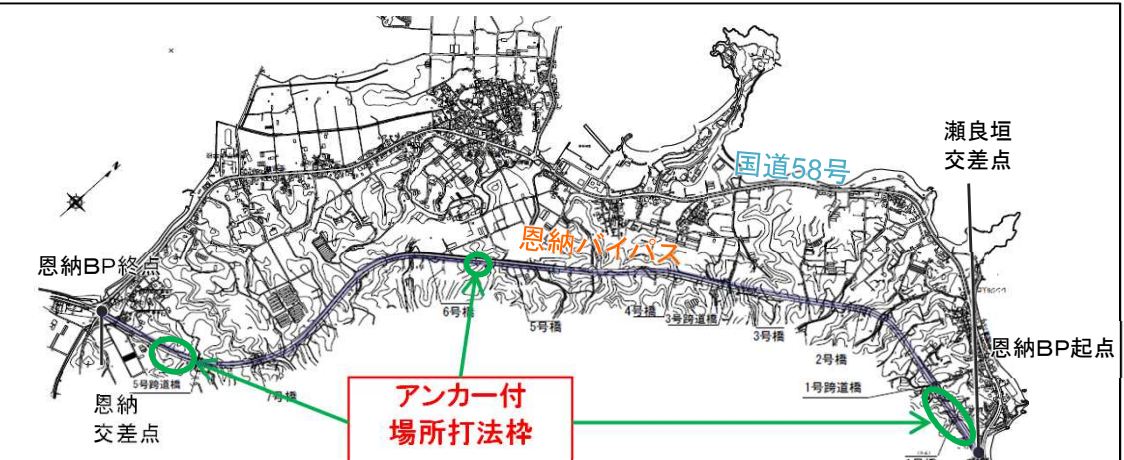 瀬良垣
交差点
国道58号
恩納バイパス
恩納BP終点
6号橋
5号橋
4号橋
3号跨道橋
3号橋
2号橋
恩納BP起点
1号跨道橋
5号跨道橋
7号橋
アンカー付
場所打法枠
恩納
交差点